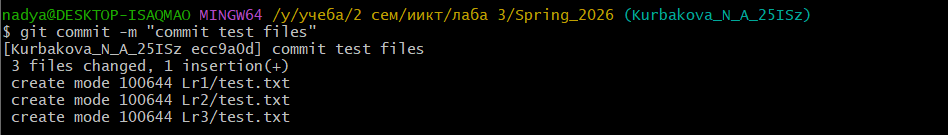 nadya@DESKTOP-ISAQMAO MINGW64 /y/учеба/2 сем/иикт/лаба 3/Spring_2026 (Kurbakova_N_A_25ISz)
$ git commit -m "commit test files"
[Kurbakova_N_A_25ISz ecc9a0d] commit test files
 3 files changed, 1 insertion(+)
 create mode 100644 Lr1/test.txt
 create mode 100644 Lr2/test.txt
 create mode 100644 Lr3/test.txt